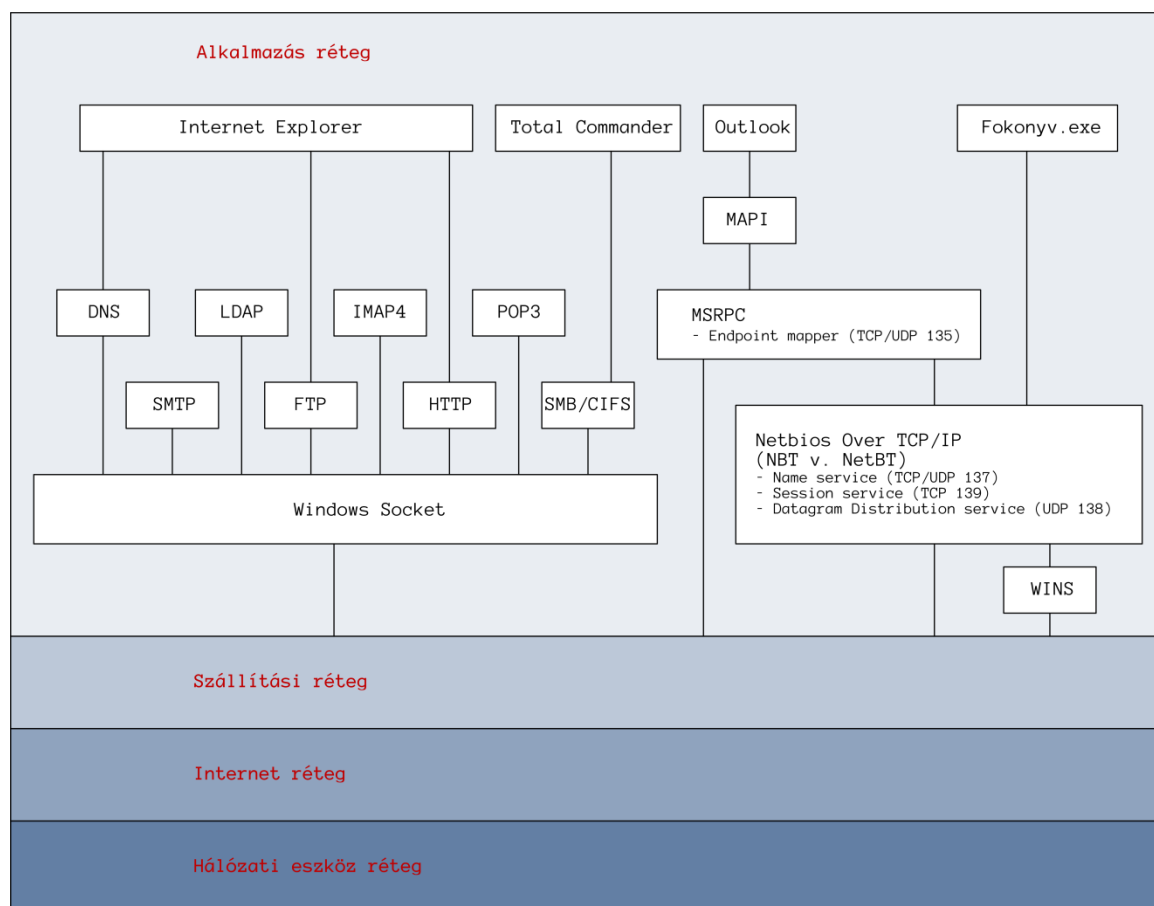 Alkalmazás réteg
Internet Explorer
Total Commander
Outlook
Fokonyv.exe
MAPI
DNS
LDAP
IMAP4
POP3
MSRPC
- Endpoint mapper (TCP/UDP 135)
SMTP
FTP
HTTP
SMB/CIFS
Netbios Over TCP/IP
(NBT v. NetBT)
- Name service (TCP/UDP 137)
- Session service (TCP 139)
- Datagram Distribution service (UDP 138)
Windows Socket
WINS
Szállítási réteg
Internet réteg
Hálózati eszköz réteg